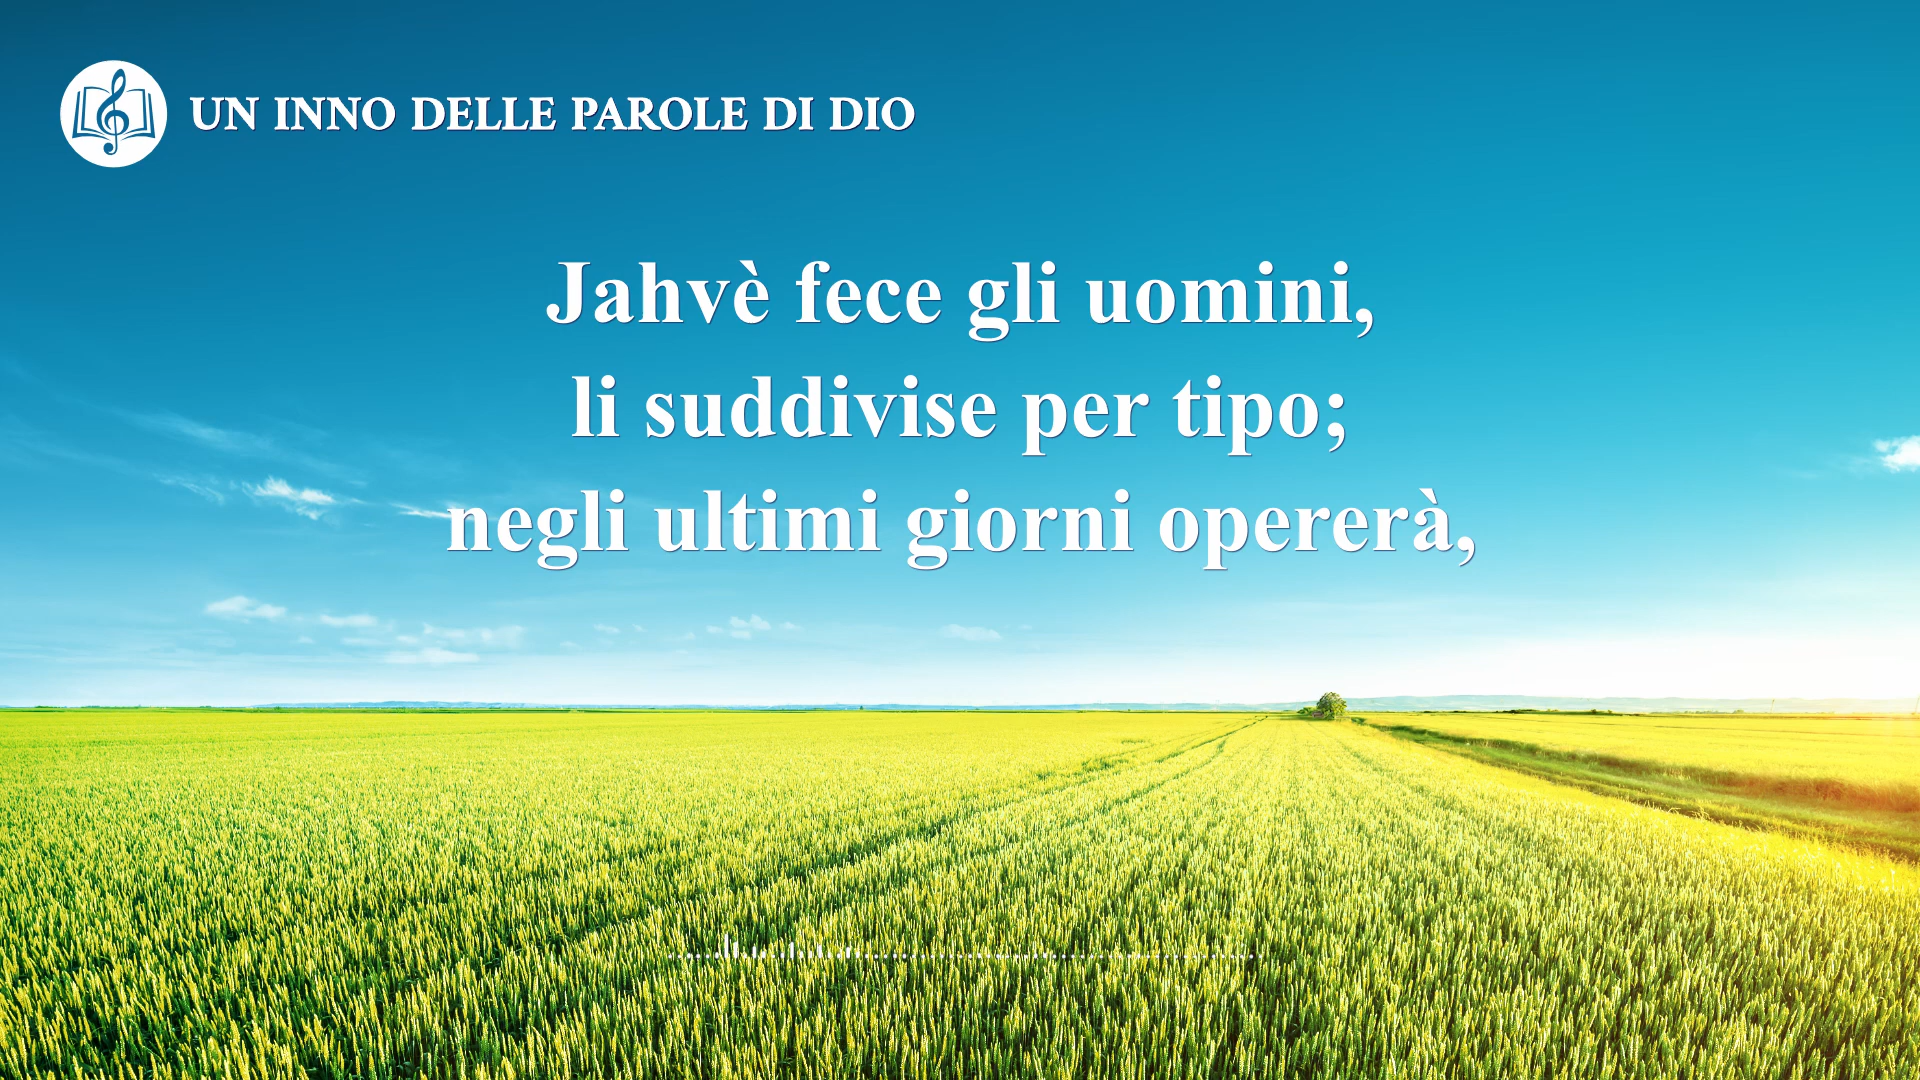 UN INNO DELLE PAROLE DI DIO
Jahvè fece gli uomini,
li suddivise per tipo;
negli ultimi giorni opererà,